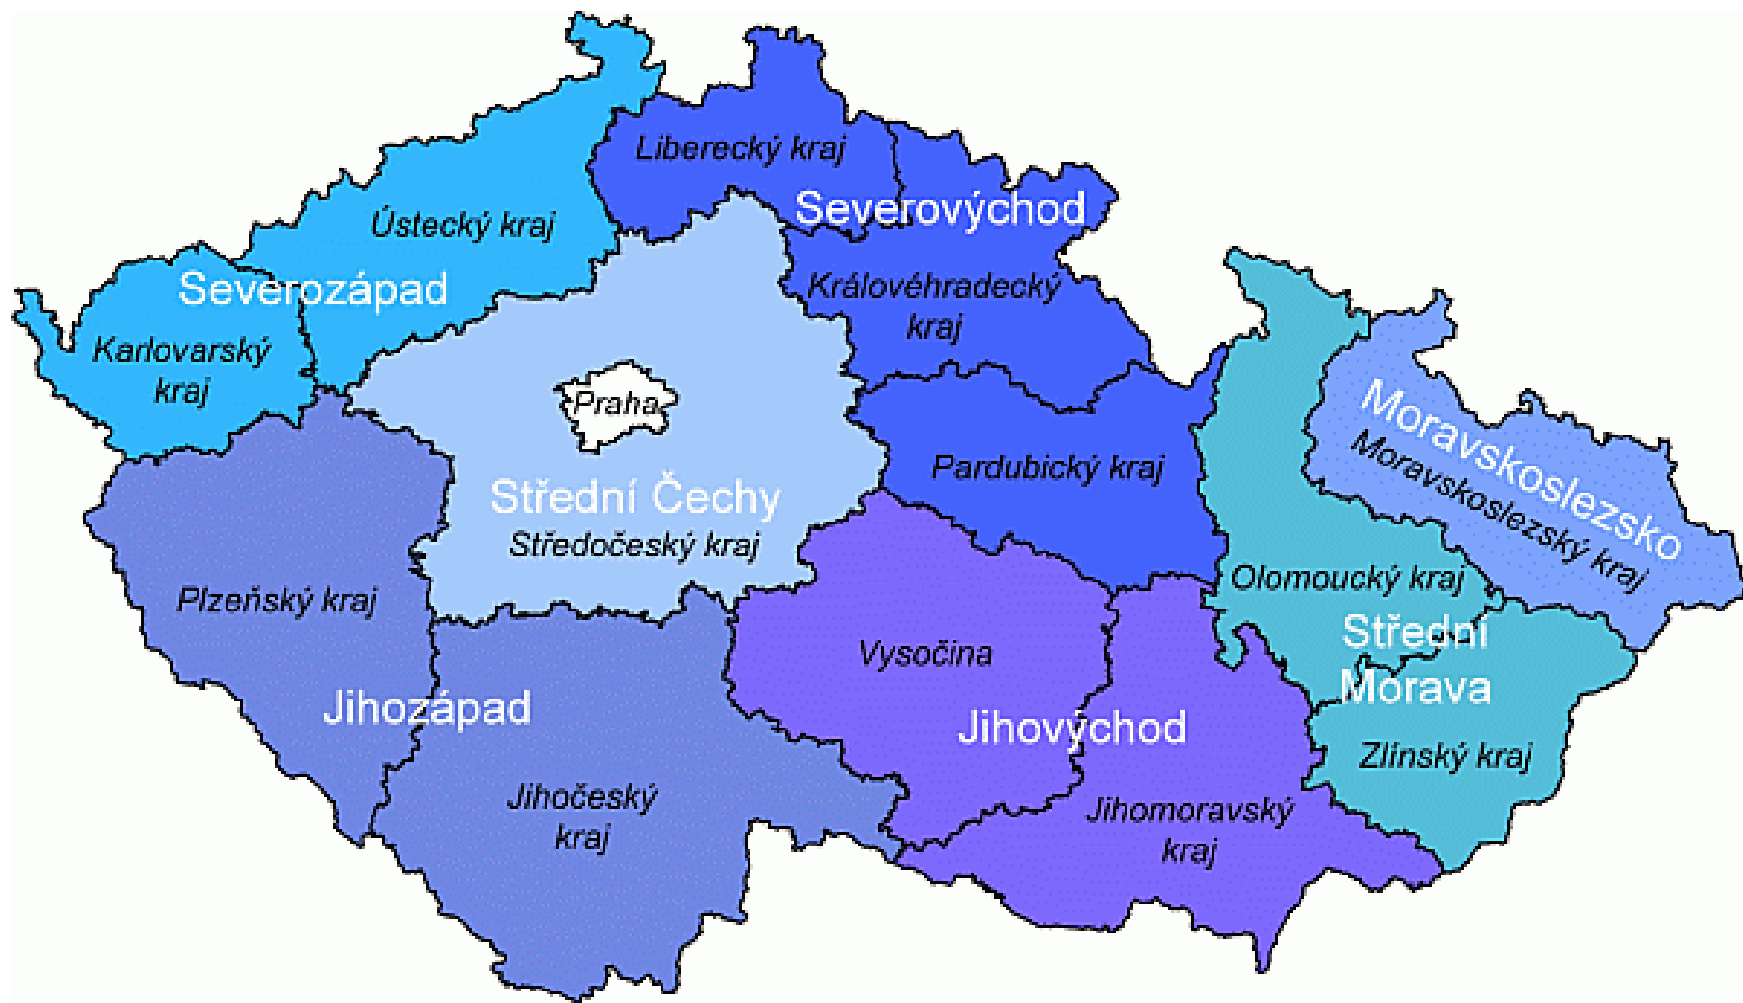 Liberecký kraj
Severovýchod
Ústecký kraj
Severozápad
Královéhradecký
kraj
Karlovarský
kraj
Praha
Moravskoslezsko
Moravskoslezský kraj
Pardubický kraj
Střední Čechy
Středočeský kraj
Olomoucký kraj
Plzeňský kraj
Střední
Morava
Vysočina
Jihozápad
Jihovýchod
Zlínský kraj
Jihočeský
kraj
Jihomoravský
kraj